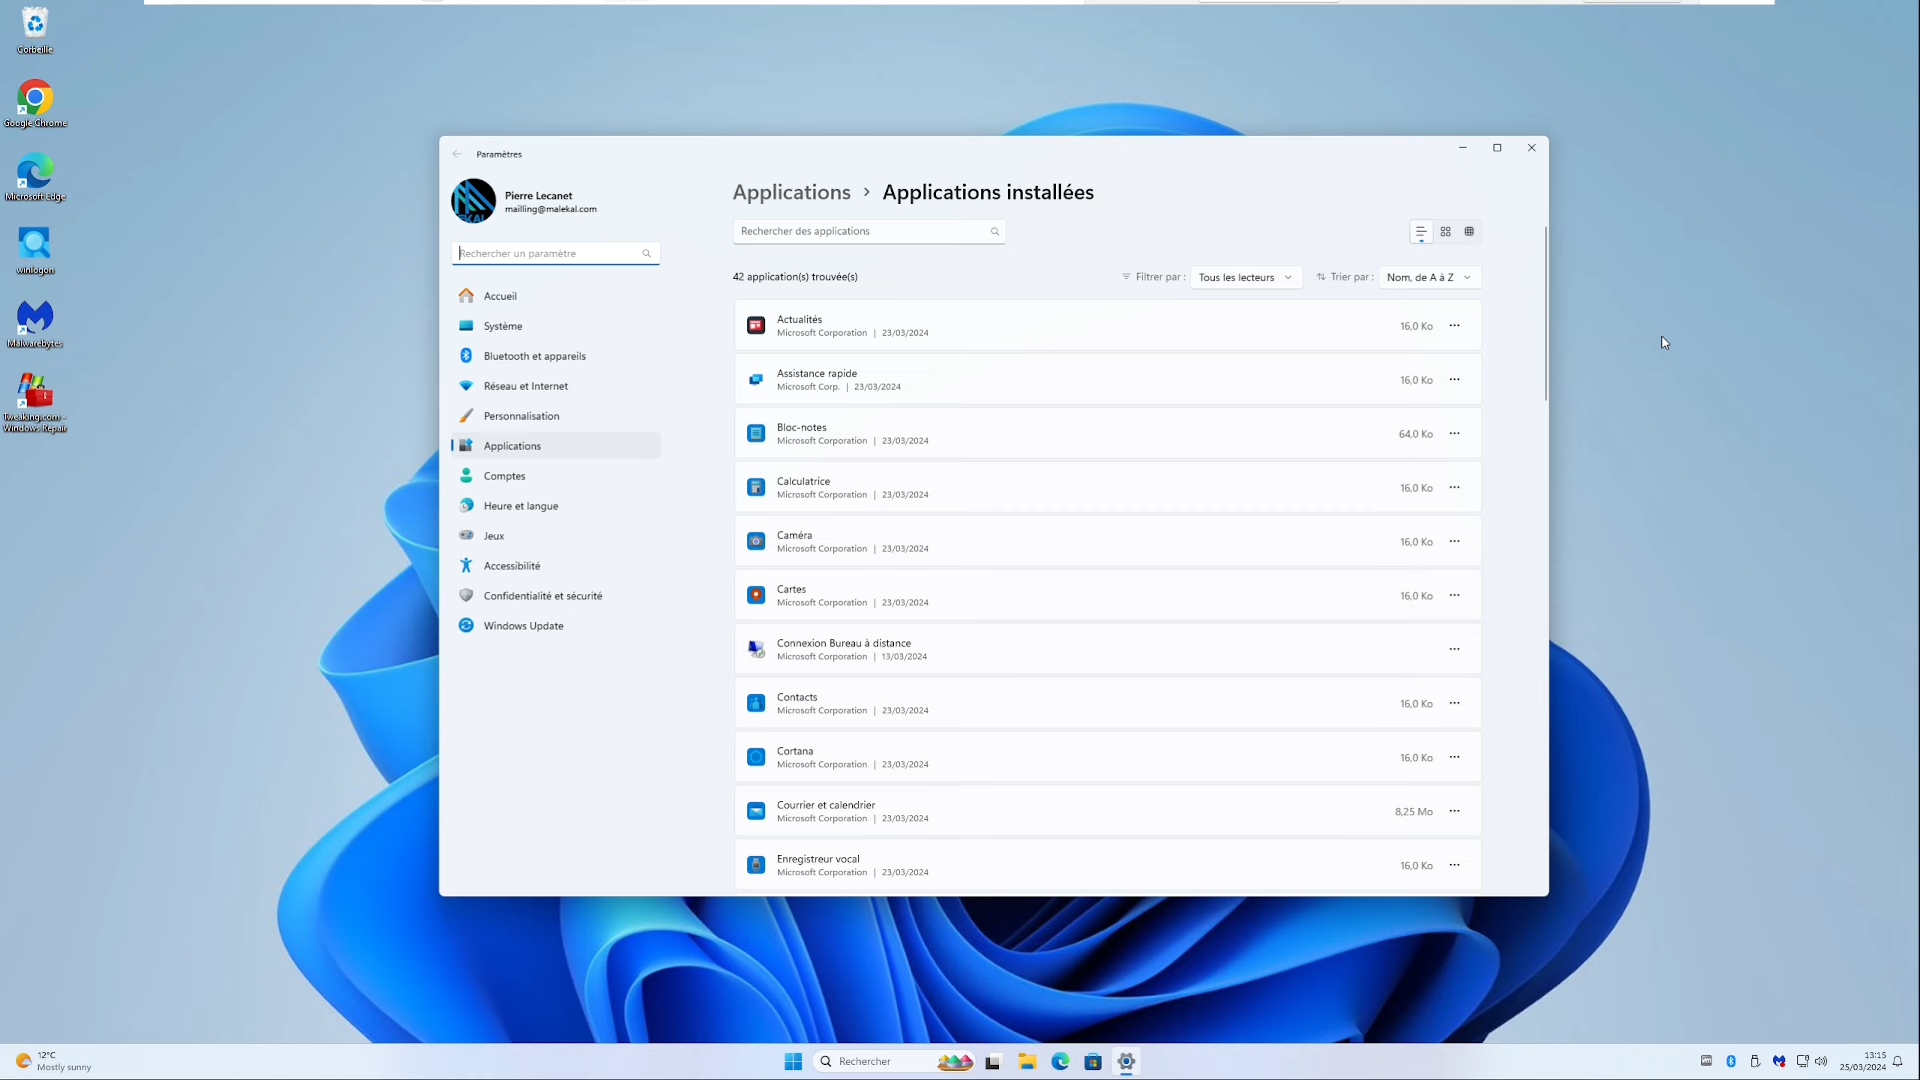 Corbeille
Google Chrome
Microsoft Edge
winlogon
Malwarebytes
Tweaking.com -
Windows Repair
Paramètres
Pierre Lecanet
mailling@malekal.com
Rechercher un paramètre
Accueil
Système
Bluetooth et appareils
Réseau et Internet
Personnalisation
Applications
Comptes
Heure et langue
Jeux
Accessibilité
Confidentialité et sécurité
Windows Update
Applications › Applications installées
Rechercher des applications
42 application(s) trouvée(s)
Filtrer par : Tous les lecteurs
Trier par : Nom, de A à Z
Actualités
Microsoft Corporation | 23/03/2024
16,0 Ko
Assistance rapide
Microsoft Corp. | 23/03/2024
16,0 Ko
Bloc-notes
Microsoft Corporation | 23/03/2024
64,0 Ko
Calculatrice
Microsoft Corporation | 23/03/2024
16,0 Ko
Caméra
Microsoft Corporation | 23/03/2024
16,0 Ko
Cartes
Microsoft Corporation | 23/03/2024
16,0 Ko
Connexion Bureau à distance
Microsoft Corporation | 13/03/2024
Contacts
Microsoft Corporation | 23/03/2024
16,0 Ko
Cortana
Microsoft Corporation | 23/03/2024
16,0 Ko
Courrier et calendrier
Microsoft Corporation | 23/03/2024
8,25 Mo
Enregistreur vocal
Microsoft Corporation | 23/03/2024
16,0 Ko
12°C
Mostly sunny
Rechercher
13:15
25/03/2024